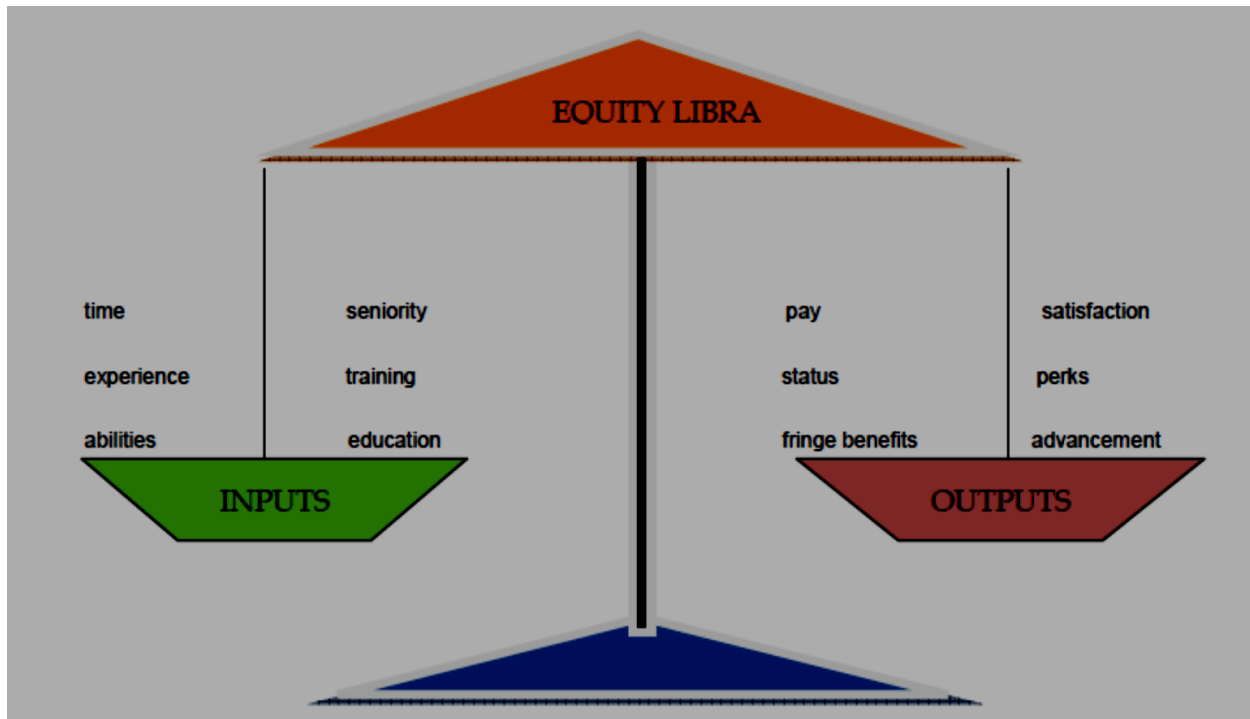 EQUITY LIBRA
time seniority pay satisfaction
experience training status perks
abilities education fringe benefits advancement
INPUTS OUTPUTS